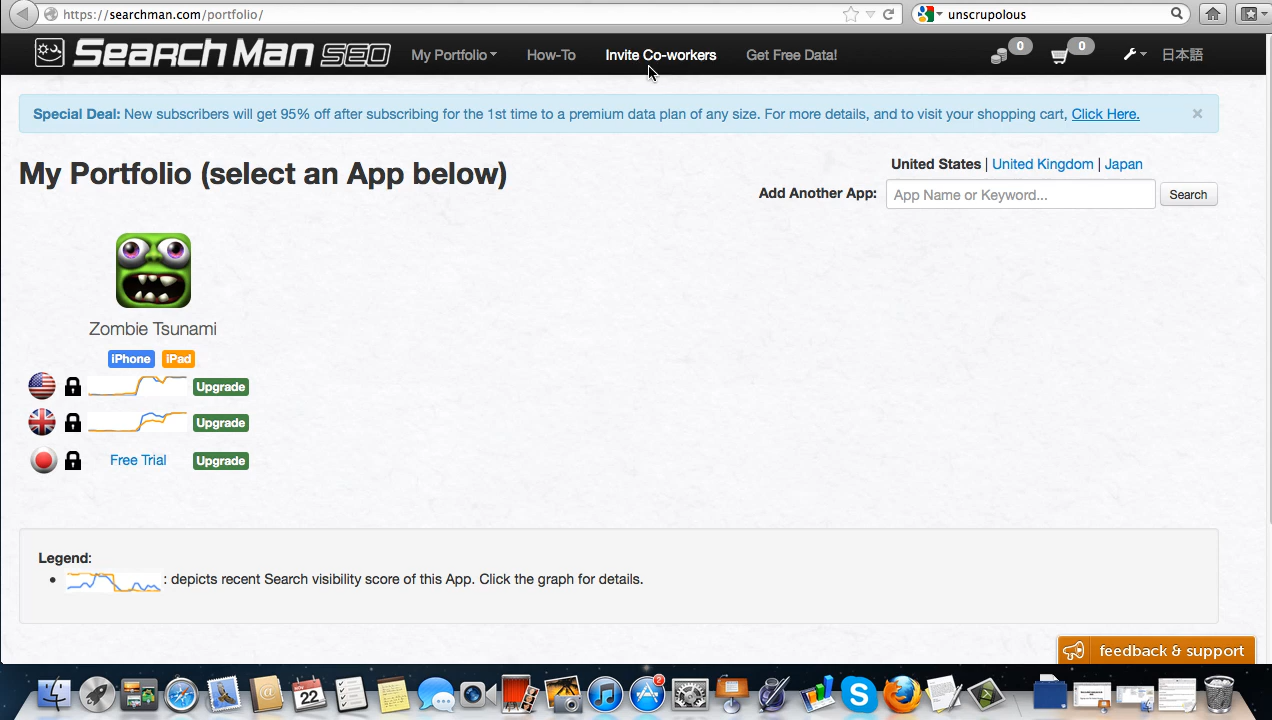 https://searchman.com/portfolio/
unscrupolous
SEARCH MAN SEO
My Portfolio
How-To
Invite Co-workers
Get Free Data!
0
0
日本語
Special Deal: New subscribers will get 95% off after subscribing for the 1st time to a premium data plan of any size. For more details, and to visit your shopping cart, Click Here.
×
My Portfolio (select an App below)
United States | United Kingdom | Japan
Add Another App:
App Name or Keyword...
Search
Zombie Tsunami
iPhone
iPad
Upgrade
Upgrade
Free Trial
Upgrade
Legend:
: depicts recent Search visibility score of this App. Click the graph for details.
feedback & support
NOV
22
2